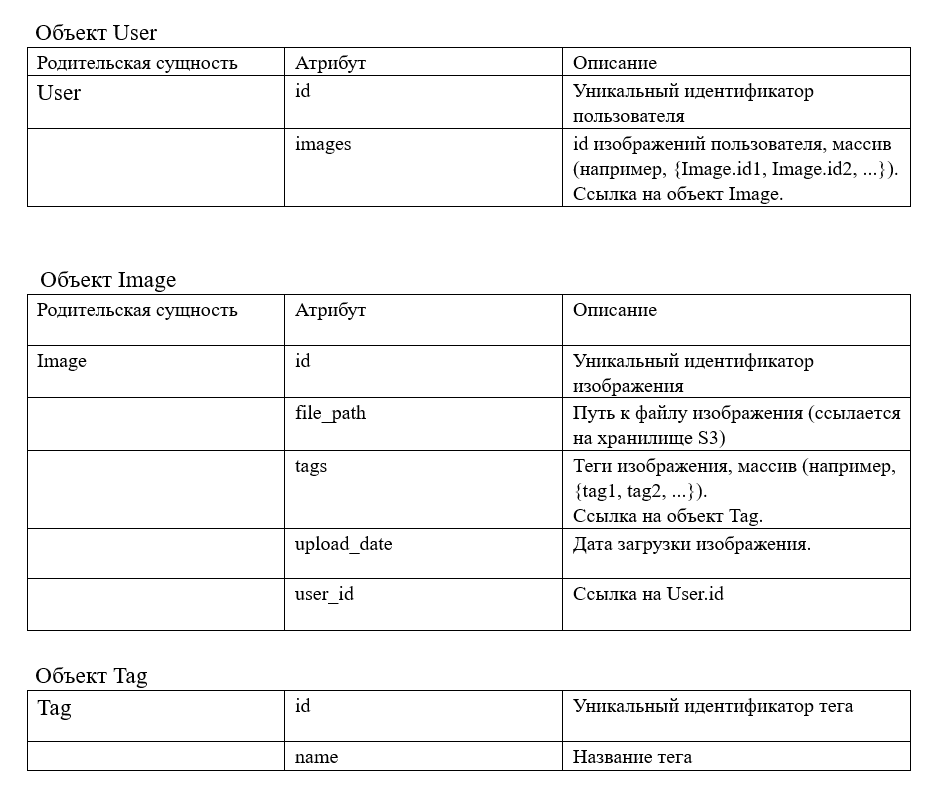 Объект User
Родительская сущность Атрибут Описание
User id Уникальный идентификатор
пользователя
images id изображений пользователя, массив
(например, {Image.id1, Image.id2, ...}).
Ссылка на объект Image.
Объект Image
Родительская сущность Атрибут Описание
Image id Уникальный идентификатор
изображения
file_path Путь к файлу изображения (ссылается
на хранилище S3)
tags Теги изображения, массив (например,
{tag1, tag2, ...}).
Ссылка на объект Tag.
upload_date Дата загрузки изображения.
user_id Ссылка на User.id
Объект Tag
Tag id Уникальный идентификатор тега
name Название тега